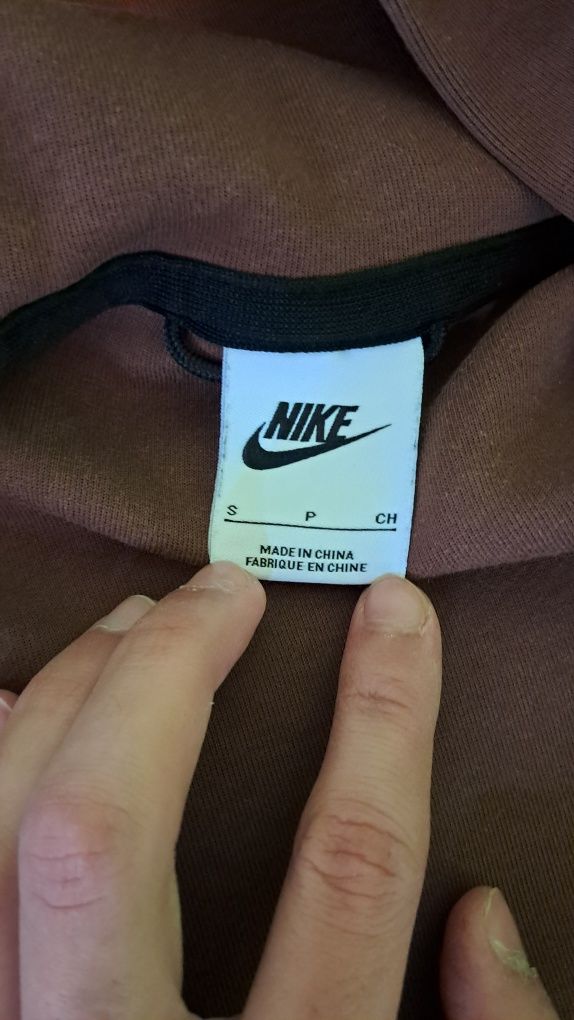 NIKE
S P CH
MADE IN CHINA
FABRIQUE EN CHINE